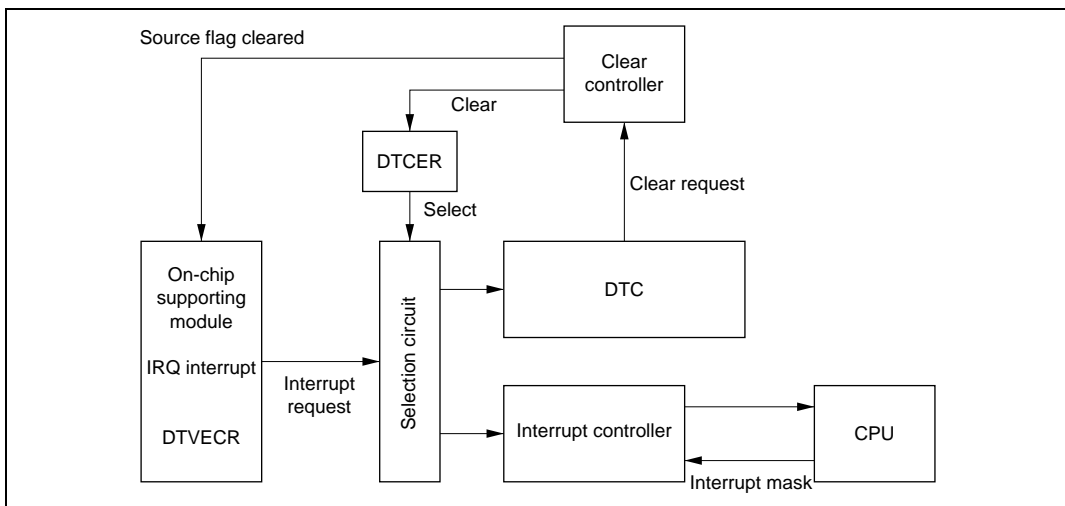 Source flag cleared
Clear
controller
Clear
DTCER
Clear request
Select
On-chip
supporting
module
IRQ interrupt
DTVECR
Interrupt
request
Selection circuit
DTC
Interrupt controller
CPU
Interrupt mask